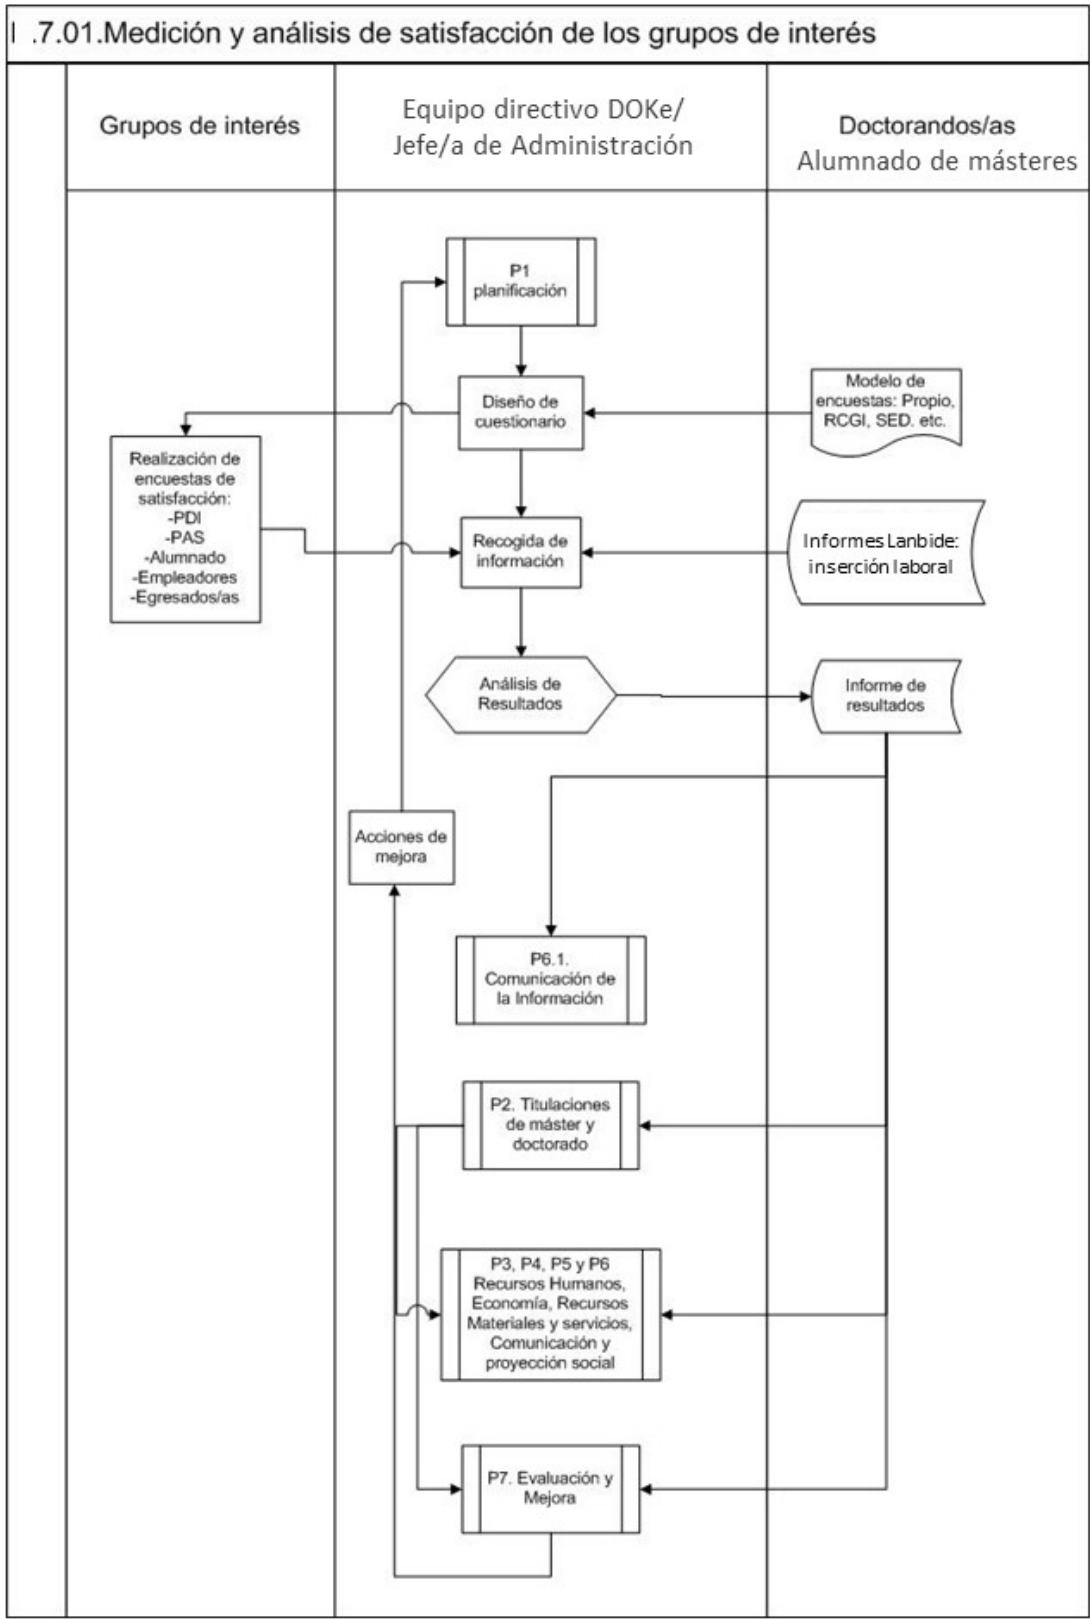 .7.01.Medición y análisis de satisfacción de los grupos de interés
Grupos de interés
Equipo directivo DOKe/
Jefe/a de Administración
Doctorandos/as
Alumnado de másteres
P1
planificación
Diseño de
cuestionario
Modelo de
encuestas: Propio,
RCGI, SED. etc.
Realización de
encuestas de
satisfacción:
-PDI
-PAS
-Alumnado
-Empleadores
-Egresados/as
Recogida de
información
Informes Lanbide:
inserción laboral
Análisis de
Resultados
Informe de
resultados
Acciones de
mejora
P6.1.
Comunicación de
la Información
P2. Titulaciones
de máster y
doctorado
P3, P4, P5 y P6
Recursos Humanos,
Economía, Recursos
Materiales y servicios,
Comunicación y
proyección social
P7. Evaluación y
Mejora